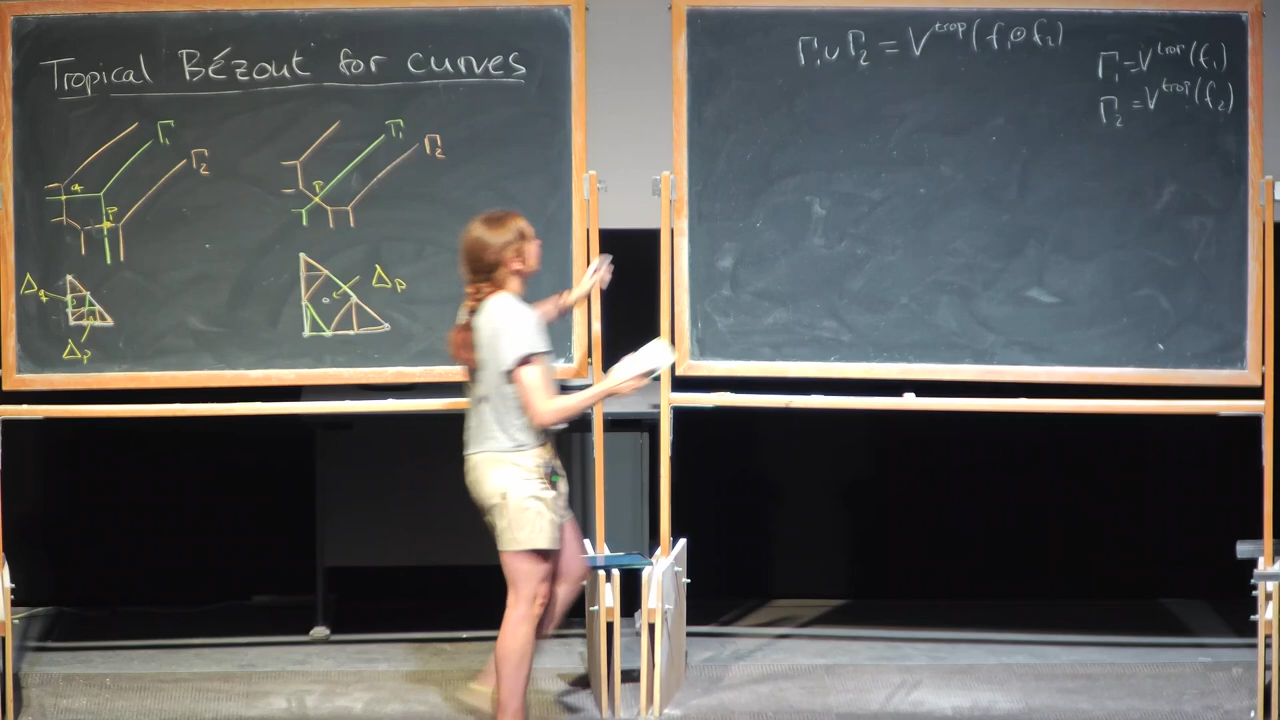 Tropical Bézout for curves
Γ₁
Γ₂
q
p
Δq
Δp
Γ₁
Γ₂
p
Δp
Γ₁∪Γ₂ = V^trop(f₁⊙f₂)
Γ₁=V^trop(f₁)
Γ₂=V^trop(f₂)